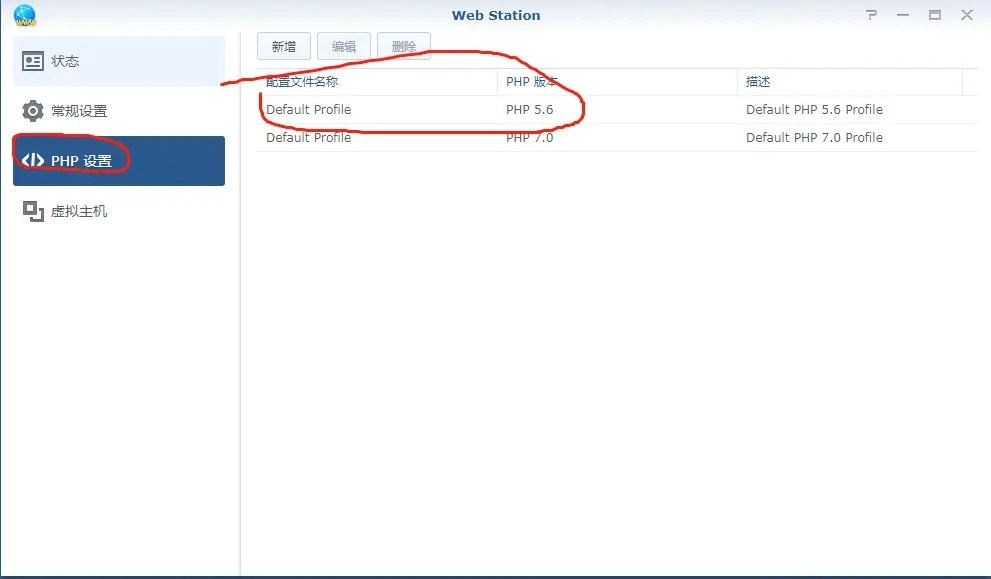 Web Station
状态
常规设置
PHP 设置
虚拟主机
新增 编辑 删除
配置文件名称 PHP 版本 描述
Default Profile PHP 5.6 Default PHP 5.6 Profile
Default Profile PHP 7.0 Default PHP 7.0 Profile